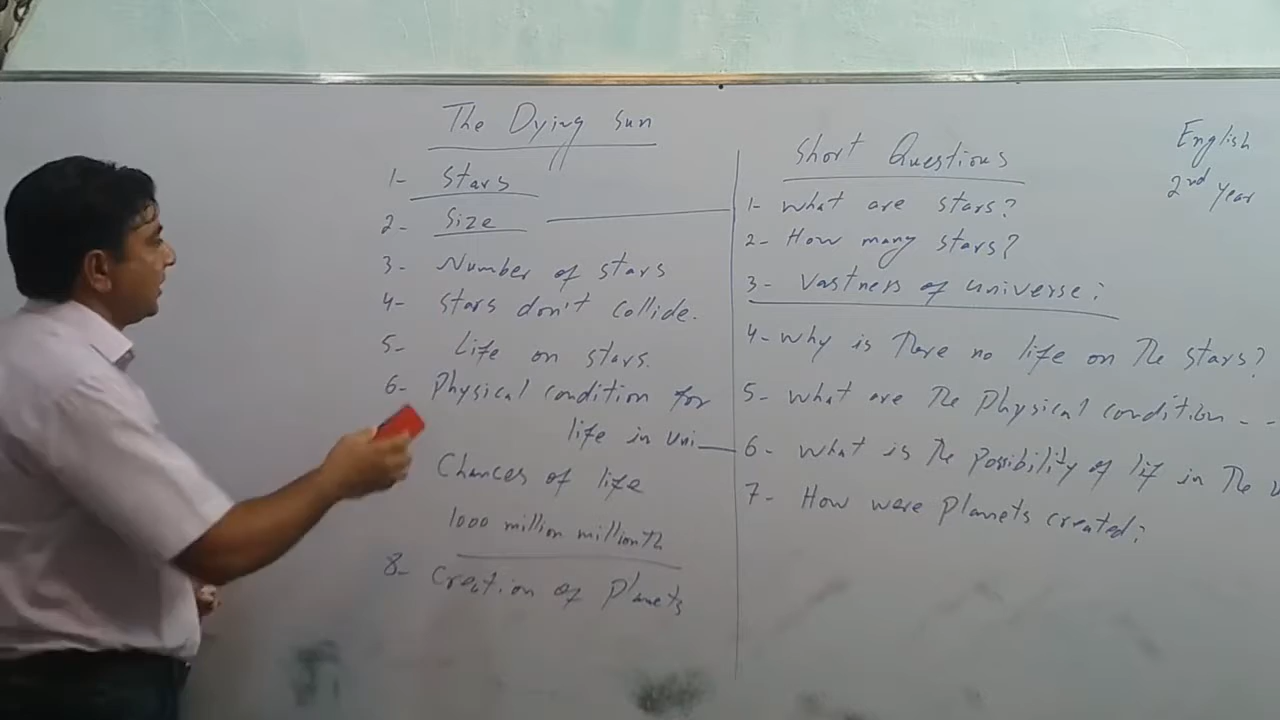 The Dying Sun
1- Stars
2- Size
3- Number of stars
4- Stars don't Collide.
5- Life on stars.
6- Physical condition for
life in Uni
Chances of life
1000 million millionth
8- Creation of Planets
Short Questions
1- What are stars?
2- How many stars?
3- Vastness of universe:
4- Why is There no life on The stars?
5- What are The Physical condition --
6- What is The Possibility of lif in The
7- How were Planets created;
English
2nd Year